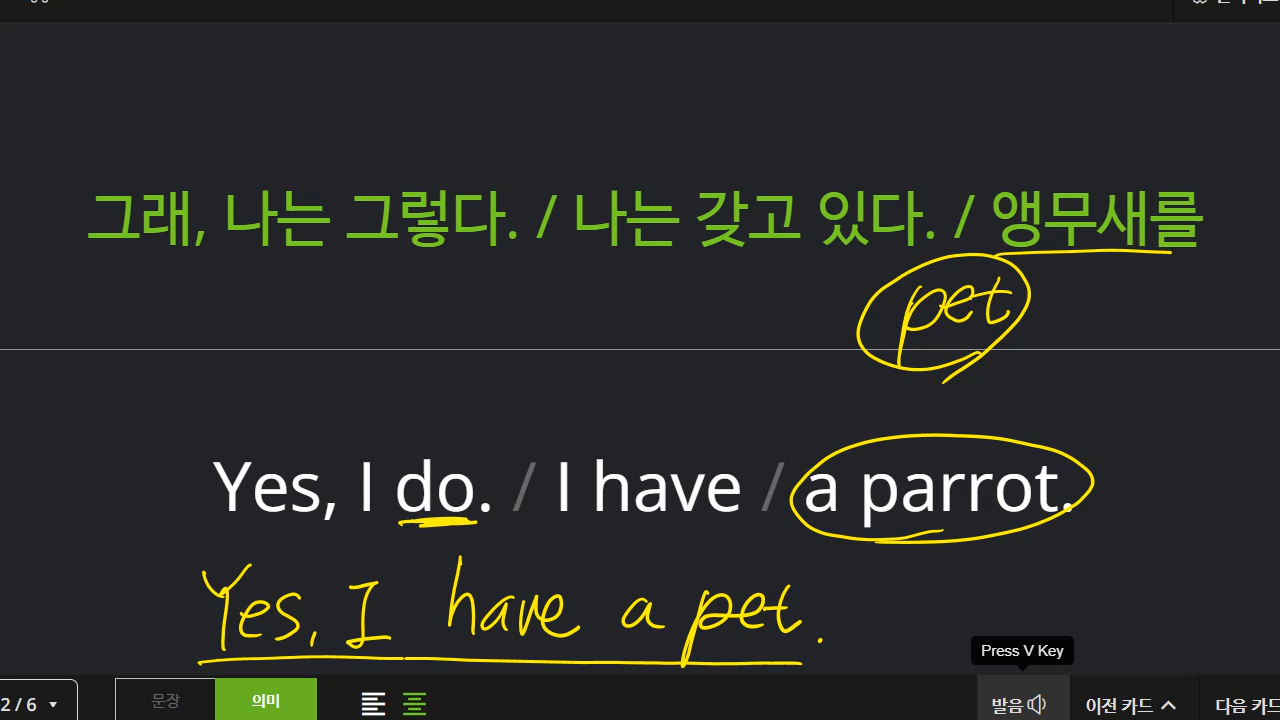 그래, 나는 그렇다. / 나는 갖고 있다. / 앵무새를
pet
Yes, I do. / I have / a parrot.
Yes, I have a pet.
Press V Key
2 / 6 문장 의미 발음 이전 카드 다음 카드